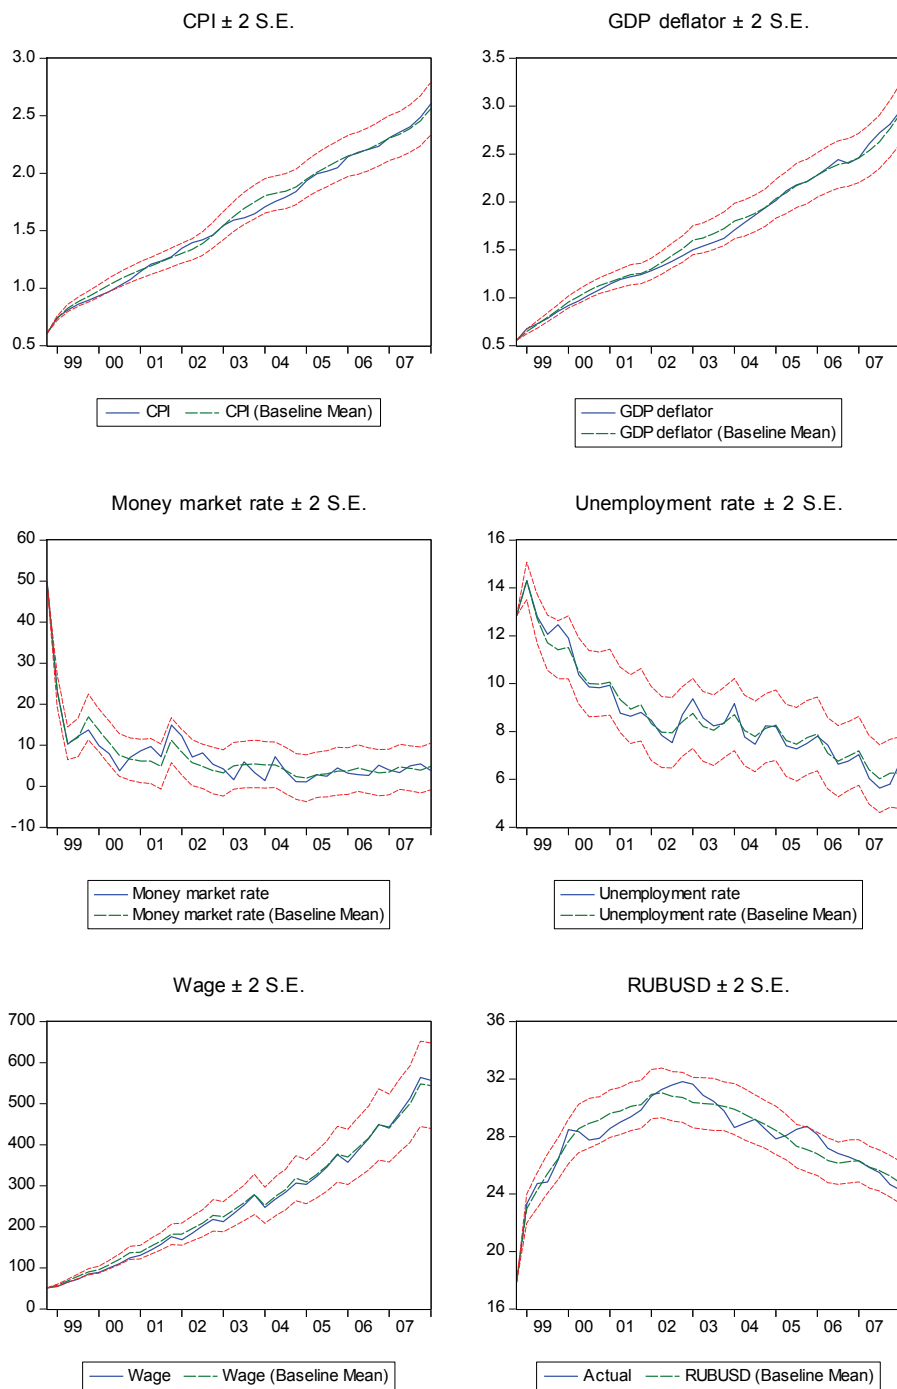 CPI ± 2 S.E.
3.0
2.5
2.0
1.5
1.0
0.5
99 00 01 02 03 04 05 06 07
CPI CPI (Baseline Mean)
GDP deflator ± 2 S.E.
3.5
3.0
2.5
2.0
1.5
1.0
0.5
99 00 01 02 03 04 05 06 07
GDP deflator
GDP deflator (Baseline Mean)
Money market rate ± 2 S.E.
60
50
40
30
20
10
0
-10
99 00 01 02 03 04 05 06 07
Money market rate
Money market rate (Baseline Mean)
Unemployment rate ± 2 S.E.
16
14
12
10
8
6
4
99 00 01 02 03 04 05 06 07
Unemployment rate
Unemployment rate (Baseline Mean)
Wage ± 2 S.E.
700
600
500
400
300
200
100
0
99 00 01 02 03 04 05 06 07
Wage Wage (Baseline Mean)
RUBUSD ± 2 S.E.
36
32
28
24
20
16
99 00 01 02 03 04 05 06 07
Actual RUBUSD (Baseline Mean)